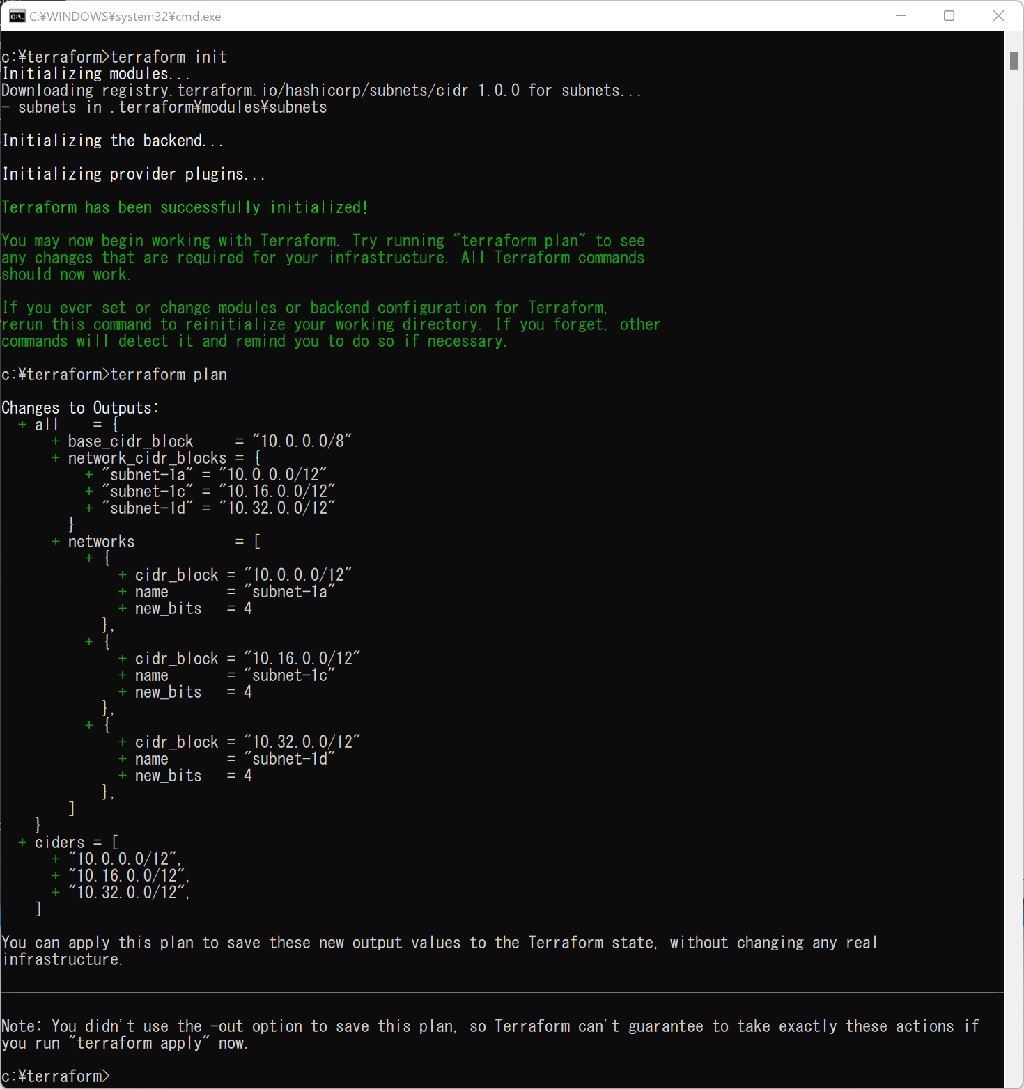 C:¥WINDOWS¥system32¥cmd.exe
c:¥terraform>terraform init
Initializing modules...
Downloading registry.terraform.io/hashicorp/subnets/cidr 1.0.0 for subnets...
- subnets in .terraform¥modules¥subnets
Initializing the backend...
Initializing provider plugins...
Terraform has been successfully initialized!
You may now begin working with Terraform. Try running "terraform plan" to see
any changes that are required for your infrastructure. All Terraform commands
should now work.
If you ever set or change modules or backend configuration for Terraform,
rerun this command to reinitialize your working directory. If you forget, other
commands will detect it and remind you to do so if necessary.
c:¥terraform>terraform plan
Changes to Outputs:
  + all    = {
      + base_cidr_block     = "10.0.0.0/8"
      + network_cidr_blocks = {
          + "subnet-1a" = "10.0.0.0/12"
          + "subnet-1c" = "10.16.0.0/12"
          + "subnet-1d" = "10.32.0.0/12"
        }
      + networks            = [
          + {
              + cidr_block = "10.0.0.0/12"
              + name       = "subnet-1a"
              + new_bits   = 4
            },
          + {
              + cidr_block = "10.16.0.0/12"
              + name       = "subnet-1c"
              + new_bits   = 4
            },
          + {
              + cidr_block = "10.32.0.0/12"
              + name       = "subnet-1d"
              + new_bits   = 4
            },
        ]
    }
  + ciders = [
      + "10.0.0.0/12",
      + "10.16.0.0/12",
      + "10.32.0.0/12",
    ]
You can apply this plan to save these new output values to the Terraform state, without changing any real
infrastructure.
Note: You didn't use the -out option to save this plan, so Terraform can't guarantee to take exactly these actions if
you run "terraform apply" now.
c:¥terraform>